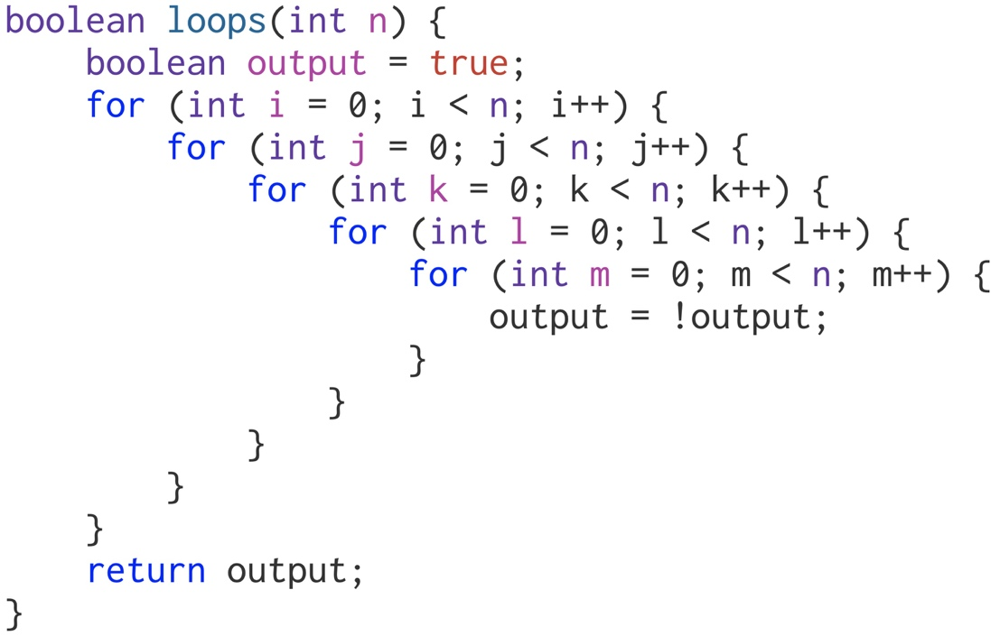 boolean loops(int n) {
    boolean output = true;
    for (int i = 0; i < n; i++) {
        for (int j = 0; j < n; j++) {
            for (int k = 0; k < n; k++) {
                for (int l = 0; l < n; l++) {
                    for (int m = 0; m < n; m++) {
                        output = !output;
                    }
                }
            }
        }
    }
    return output;
}